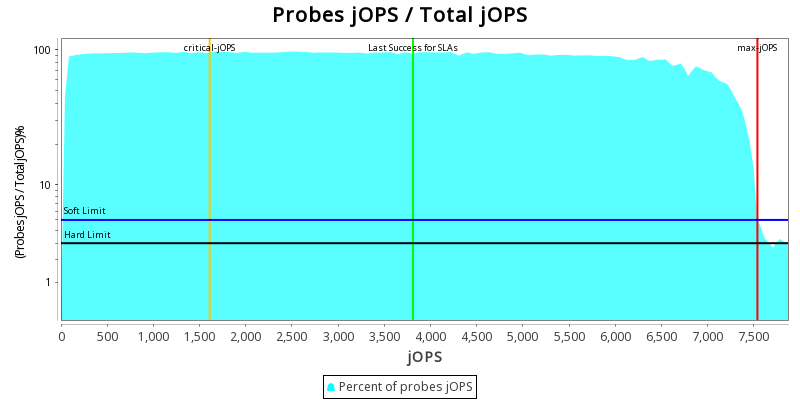 Probes jOPS / Total jOPS
critical-jOPS
Last Success for SLAs
max-jOPS
100
10
1
(Probes jOPS / Total jOPS)%
Soft Limit
Hard Limit
0 500 1,000 1,500 2,000 2,500 3,000 3,500 4,000 4,500 5,000 5,500 6,000 6,500 7,000 7,500
jOPS
Percent of probes jOPS